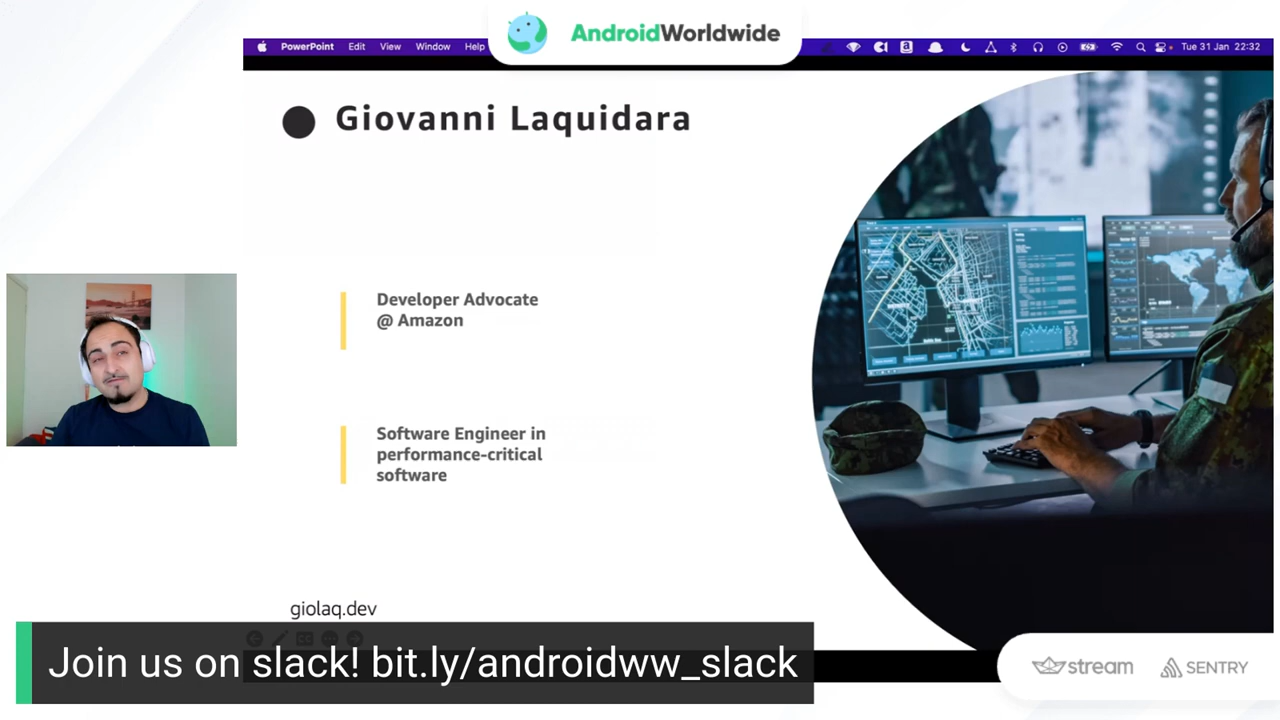 AndroidWorldwide
PowerPoint Edit View Window Help
Tue 31 Jan 22:32
Giovanni Laquidara
Developer Advocate
@ Amazon
Software Engineer in
performance-critical
software
giolaq.dev
Join us on slack! bit.ly/androidww_slack
stream
SENTRY